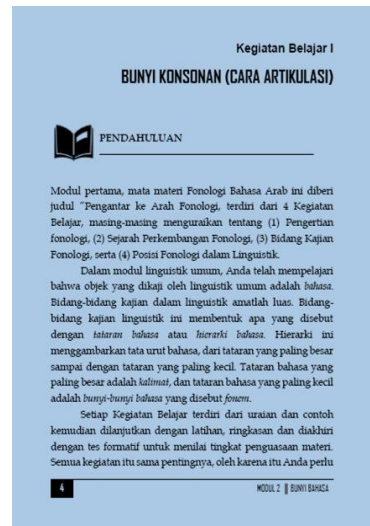 Kegiatan Belajar I
BUNYI KONSONAN (CARA ARTIKULASI)
PENDAHULUAN
Modul pertama, mata materi Fonologi Bahasa Arab ini diberi
judul "Pengantar ke Arah Fonologi, terdiri dari 4 Kegiatan
Belajar, masing-masing menguraikan tentang (1) Pengertian
fonologi, (2) Sejarah Perkembangan Fonologi, (3) Bidang Kajian
Fonologi, serta (4) Posisi Fonologi dalam Linguistik.
Dalam modul linguistik umum, Anda telah mempelajari
bahwa objek yang dikaji oleh linguistik umum adalah bahasa.
Bidang-bidang kajian dalam linguistik amatlah luas. Bidang-
bidang kajian linguistik ini membentuk apa yang disebut
dengan tataran bahasa atau hierarki bahasa. Hierarki ini
menggambarkan tata urut bahasa, dari tataran yang paling besar
sampai dengan tataran yang paling kecil. Tataran bahasa yang
paling besar adalah kalimat, dan tataran bahasa yang paling kecil
adalah bunyi-bunyi bahasa yang disebut fonem.
Setiap Kegiatan Belajar terdiri dari uraian dan contoh
kemudian dilanjutkan dengan latihan, ringkasan dan diakhiri
dengan tes formatif untuk menilai tingkat penguasaan materi.
Semua kegiatan itu sama pentingnya, oleh karena itu Anda perlu
4 MODUL 2 || BUNYI BAHASA